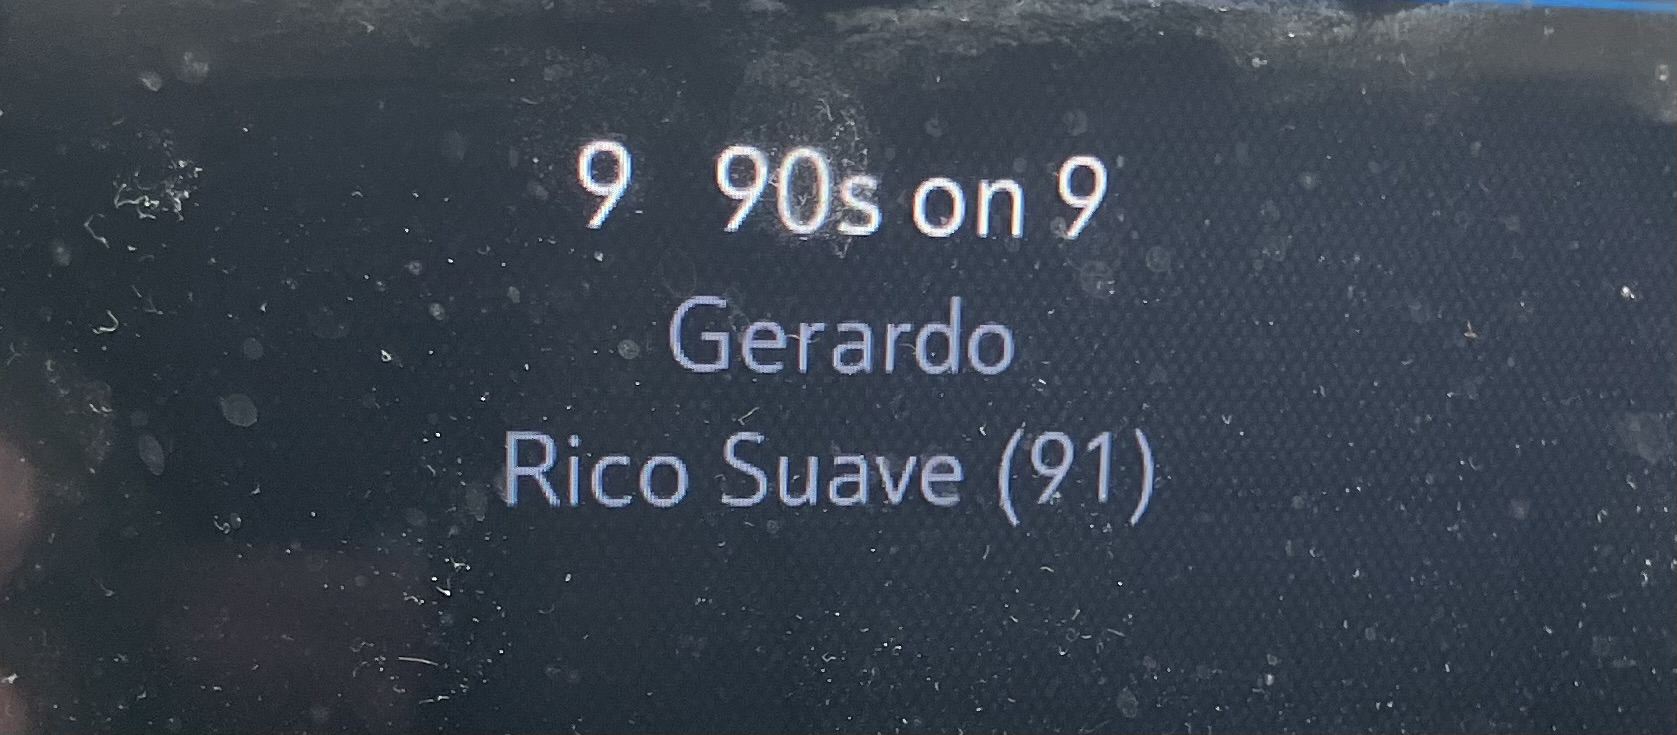 9 90s on 9
Gerardo
Rico Suave (91)